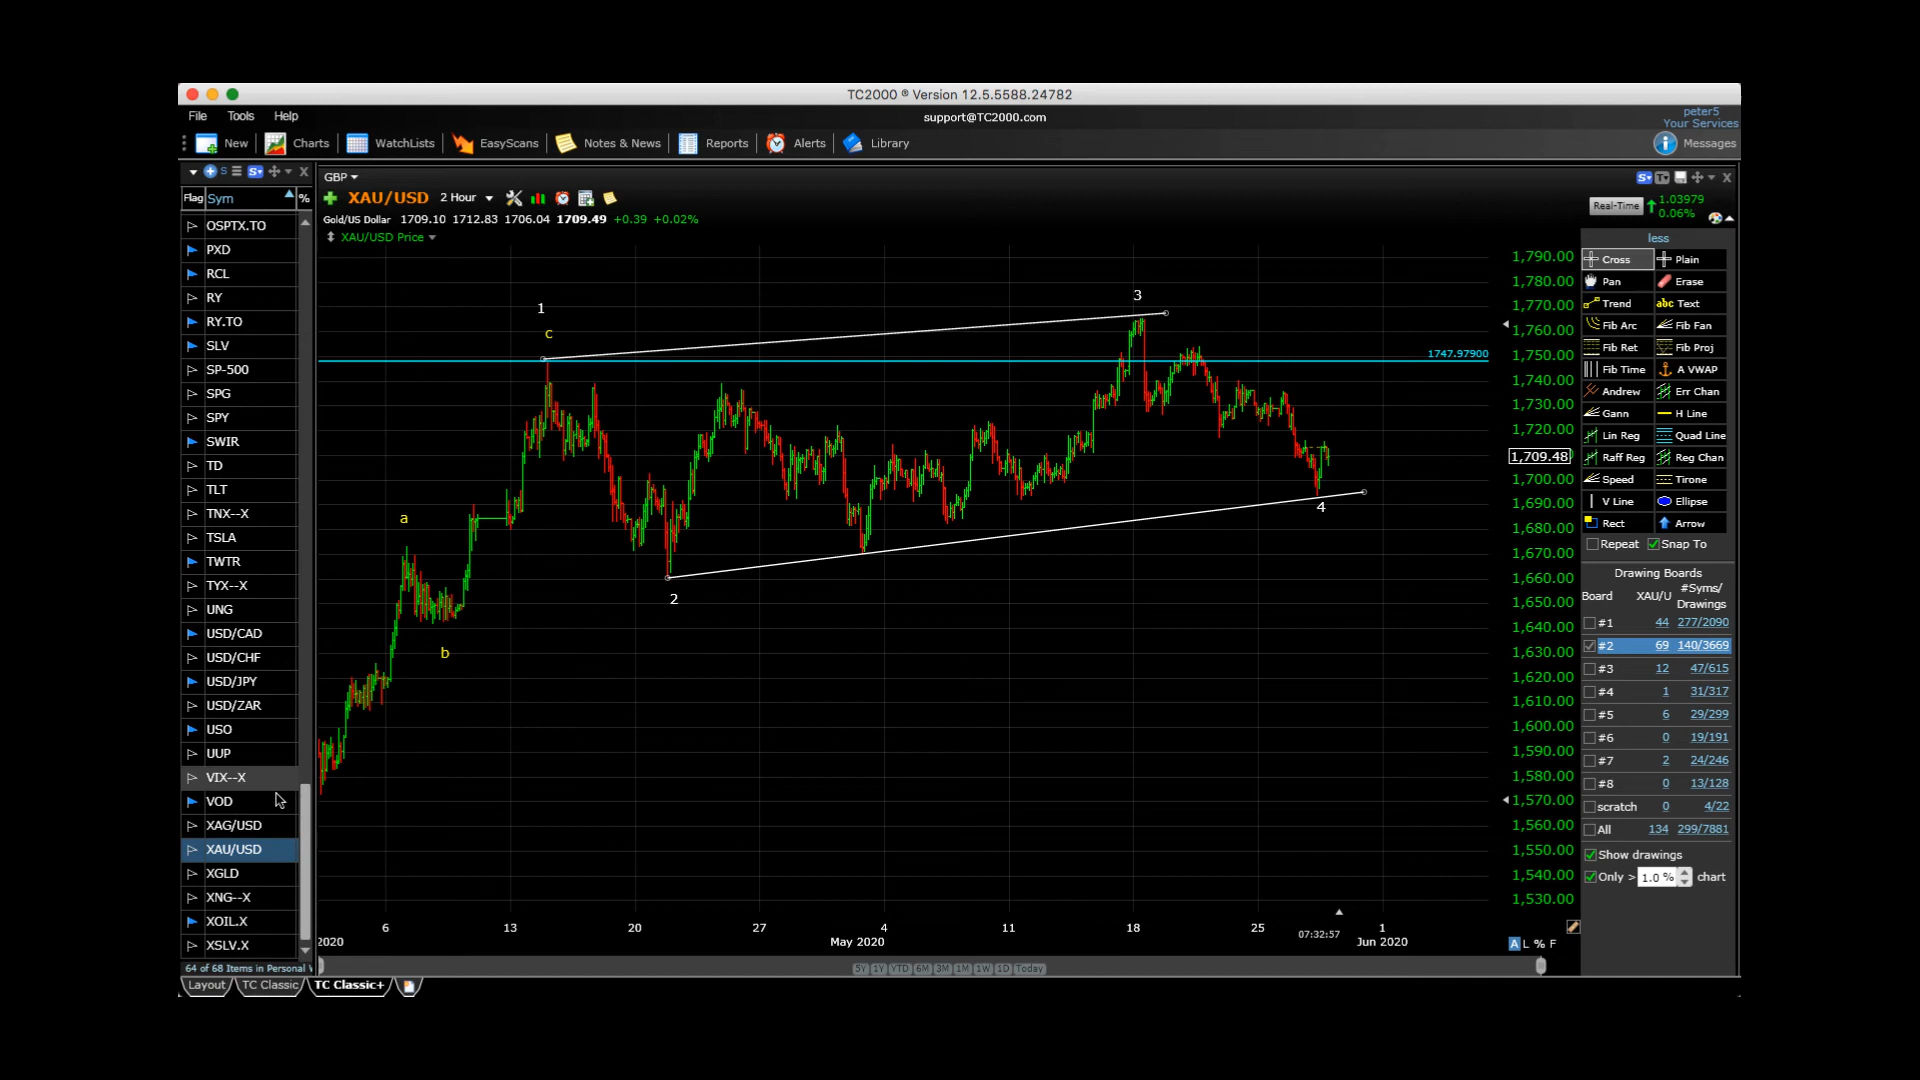 TC2000 ® Version 12.5.5588.24782
File Tools Help
support@TC2000.com
peter5
Your Services
New Charts WatchLists EasyScans Notes & News Reports Alerts Library
Messages
Flag Sym %
OSPTX.TO
PXD
RCL
RY
RY.TO
SLV
SP-500
SPG
SPY
SWIR
TD
TLT
TNX--X
TSLA
TWTR
TYX--X
UNG
USD/CAD
USD/CHF
USD/JPY
USD/ZAR
USO
UUP
VIX--X
VOD
XAG/USD
XAU/USD
XGLD
XNG--X
XOIL.X
XSLV.X
64 of 68 Items in Personal
Layout TC Classic TC Classic+
GBP
XAU/USD 2 Hour
Gold/US Dollar 1709.10 1712.83 1706.04 1709.49 +0.39 +0.02%
XAU/USD Price
Real-Time
1.03979
0.06%
1
c
3
1747.97900
a
b
2
4
1,790.00
1,780.00
1,770.00
1,760.00
1,750.00
1,740.00
1,730.00
1,720.00
1,709.48
1,700.00
1,690.00
1,680.00
1,670.00
1,660.00
1,650.00
1,640.00
1,630.00
1,620.00
1,610.00
1,600.00
1,590.00
1,580.00
1,570.00
1,560.00
1,550.00
1,540.00
1,530.00
6 13 20 27 4 11 18 25 1
2020 May 2020 07:32:57 Jun 2020
A L % F
5Y 1Y YTD 6M 3M 1M 1W 1D Today
less
Cross Plain
Pan Erase
Trend abc Text
Fib Arc Fib Fan
Fib Ret Fib Proj
Fib Time A VWAP
Andrew Err Chan
Gann H Line
Lin Reg Quad Line
Raff Reg Reg Chan
Speed Tirone
V Line Ellipse
Rect Arrow
Repeat Snap To
Drawing Boards
Board XAU/U #Syms/
Drawings
#1 44 277/2090
#2 69 140/3669
#3 12 47/615
#4 1 31/317
#5 6 29/299
#6 0 19/191
#7 2 24/246
#8 0 13/128
scratch 0 4/22
All 134 299/7881
Show drawings
Only > 1.0 % chart